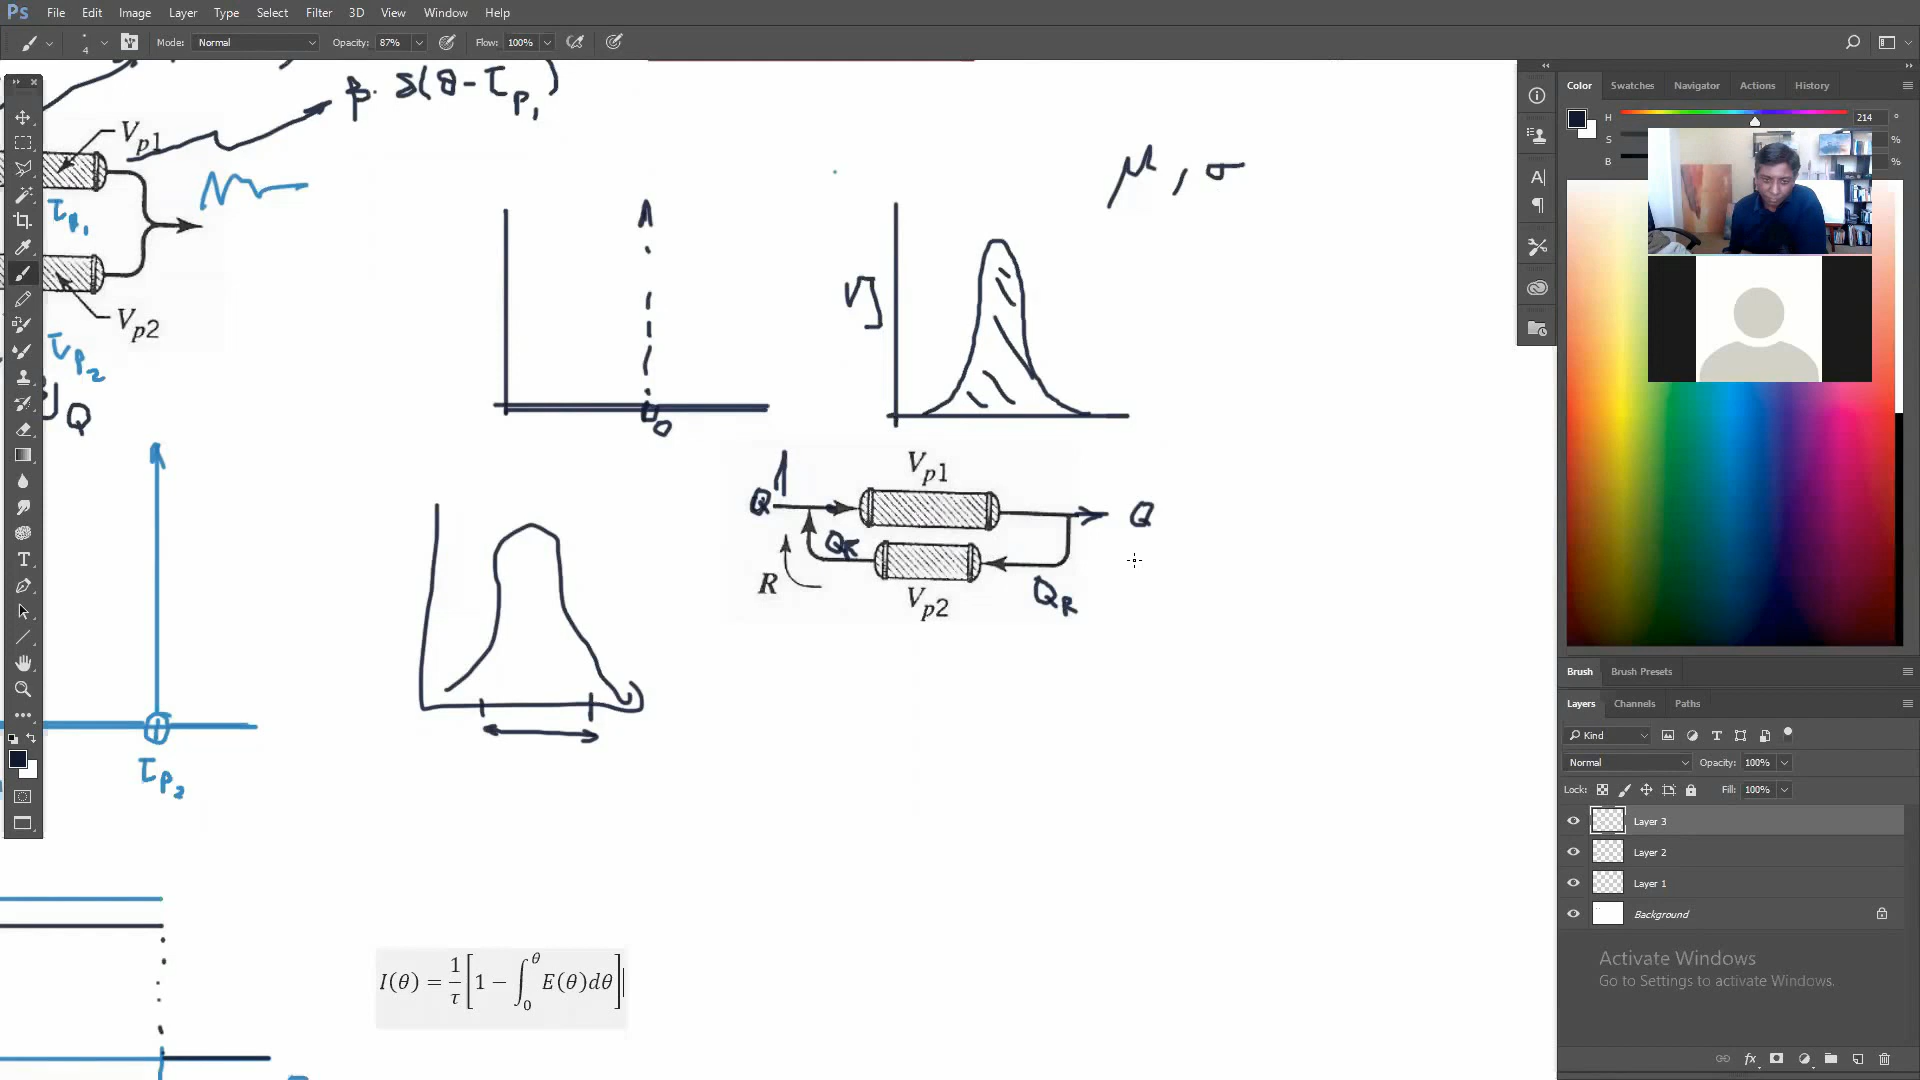 Ps File Edit Image Layer Type Select Filter 3D View Window Help
4 Mode: Normal Opacity: 87% Flow: 100%
β · δ(θ - τp₁)
Vp1
τp₁
Vp2
τp₂
Q
μ, σ
0
Vp1
Q
Q
QR
R
QR
Vp2
τp₂
I(θ) = 1/τ [1 − ∫₀^θ E(θ)dθ]
Color Swatches Navigator Actions History
H 214 °
S %
B %
Brush Brush Presets
Layers Channels Paths
Kind
Normal Opacity: 100%
Lock: Fill: 100%
Layer 3
Layer 2
Layer 1
Background
Activate Windows
Go to Settings to activate Windows.